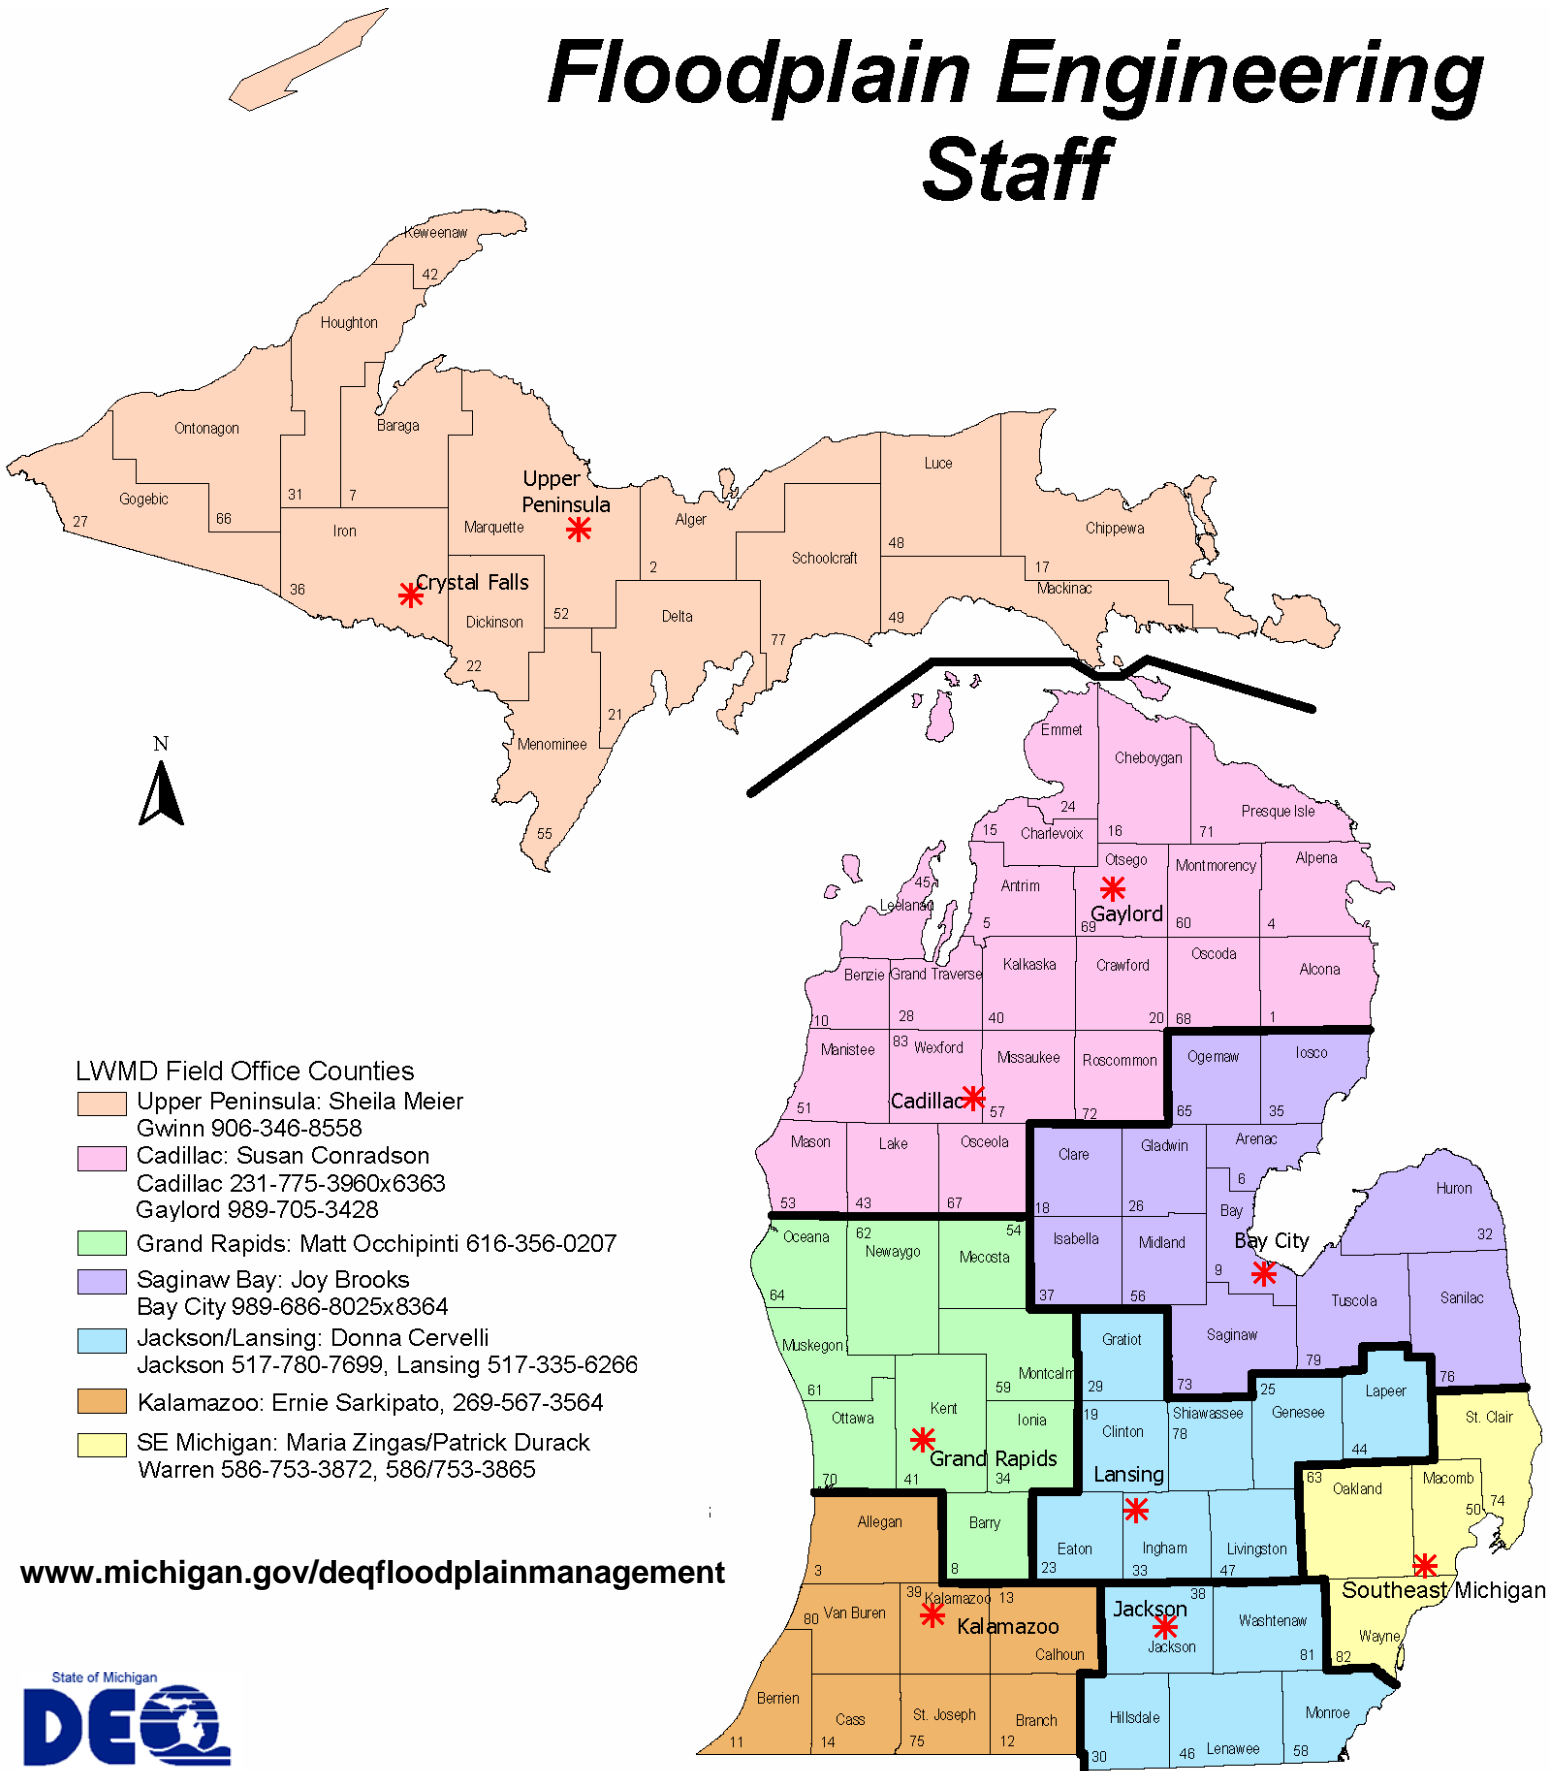 Floodplain Engineering
Staff
Keweenaw
42
Houghton
Ontonagon
Baraga
Luce
Upper
Peninsula
Gogebic
31
7
27
66
Iron
Marquette
Alger
Chippewa
48
Schoolcraft
2
17
36
Crystal Falls
Mackinac
52
Dickinson
Delta
49
77
22
21
Emmet
N
Menominee
Cheboygan
24
Presque Isle
55
15
Charlevoix
16
71
Otsego
Montmorency
Alpena
45
Antrim
Leelanau
Gaylord
5
69
60
4
Oscoda
Benzie
Grand Traverse
Kalkaska
Crawford
Alcona
10
28
40
20
68
1
83
Manistee
Wexford
Missaukee
Roscommon
Ogemaw
Iosco
Cadillac
51
57
72
65
35
Mason
Lake
Osceola
Clare
Gladwin
Arenac
6
Huron
53
43
67
18
26
Bay
Oceana
62
54
Newaygo
Mecosta
Isabella
Midland
Bay City
32
9
64
37
56
Tuscola
Sanilac
Muskegon
Gratiot
Saginaw
79
Montcalm
61
59
29
73
25
76
Lapeer
Kent
Ottawa
Ionia
19
Clinton
Shiawassee
78
Genesee
St. Clair
44
Grand Rapids
Lansing
70
41
34
63
Oakland
Macomb
50
74
Allegan
Barry
Eaton
Ingham
Livingston
3
8
23
33
47
Southeast Michigan
39
Kalamazoo
13
38
80
Van Buren
Kalamazoo
Jackson
Washtenaw
Jackson
Calhoun
81
Wayne
82
Berrien
Cass
St. Joseph
Branch
Hillsdale
Lenawee
Monroe
11
14
75
12
30
46
58
LWMD Field Office Counties
Upper Peninsula: Sheila Meier
Gwinn 906-346-8558
Cadillac: Susan Conradson
Cadillac 231-775-3960x6363
Gaylord 989-705-3428
Grand Rapids: Matt Occhipinti 616-356-0207
Saginaw Bay: Joy Brooks
Bay City 989-686-8025x8364
Jackson/Lansing: Donna Cervelli
Jackson 517-780-7699, Lansing 517-335-6266
Kalamazoo: Ernie Sarkipato, 269-567-3564
SE Michigan: Maria Zingas/Patrick Durack
Warren 586-753-3872, 586/753-3865
www.michigan.gov/deqfloodplainmanagement
State of Michigan
DEQ